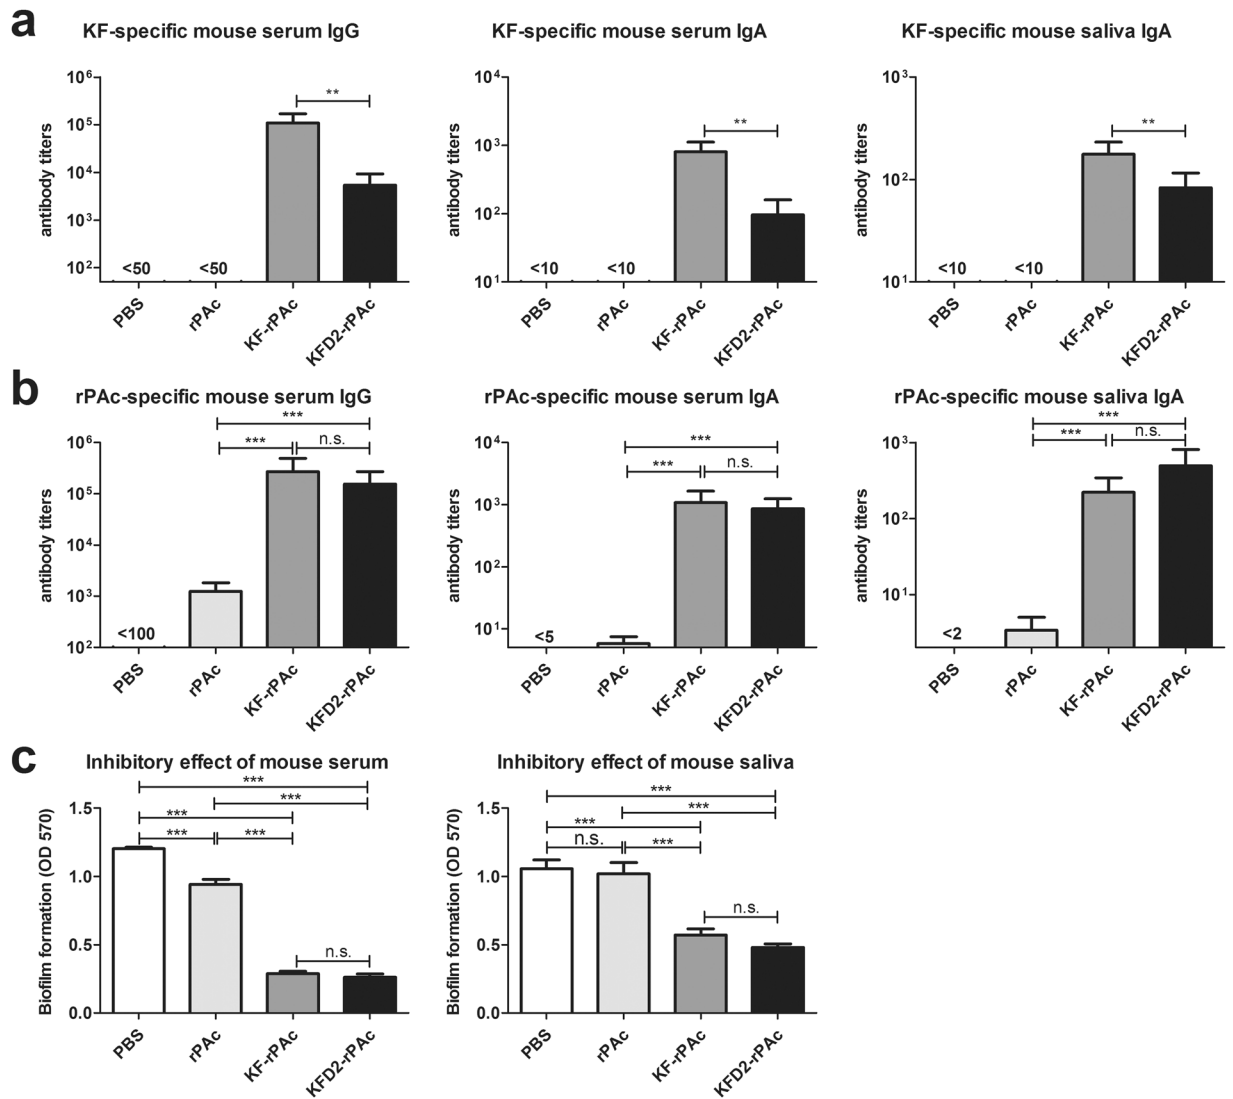 a
KF-specific mouse serum IgG
antibody titers
10⁶
10⁵
10⁴
10³
10²
**
<50
<50
PBS
rPAc
KF-rPAc
KFD2-rPAc
KF-specific mouse serum IgA
antibody titers
10⁴
10³
10²
10¹
**
<10
<10
PBS
rPAc
KF-rPAc
KFD2-rPAc
KF-specific mouse saliva IgA
antibody titers
10³
10²
10¹
**
<10
<10
PBS
rPAc
KF-rPAc
KFD2-rPAc
b
rPAc-specific mouse serum IgG
antibody titers
10⁶
10⁵
10⁴
10³
10²
***
***
n.s.
<100
PBS
rPAc
KF-rPAc
KFD2-rPAc
rPAc-specific mouse serum IgA
antibody titers
10⁴
10³
10²
10¹
***
***
n.s.
<5
PBS
rPAc
KF-rPAc
KFD2-rPAc
rPAc-specific mouse saliva IgA
antibody titers
10³
10²
10¹
***
***
n.s.
<2
PBS
rPAc
KF-rPAc
KFD2-rPAc
c
Inhibitory effect of mouse serum
Biofilm formation (OD 570)
1.5
1.0
0.5
0.0
***
***
***
***
***
n.s.
PBS
rPAc
KF-rPAc
KFD2-rPAc
Inhibitory effect of mouse saliva
Biofilm formation (OD 570)
1.5
1.0
0.5
0.0
***
***
***
n.s.
***
n.s.
PBS
rPAc
KF-rPAc
KFD2-rPAc